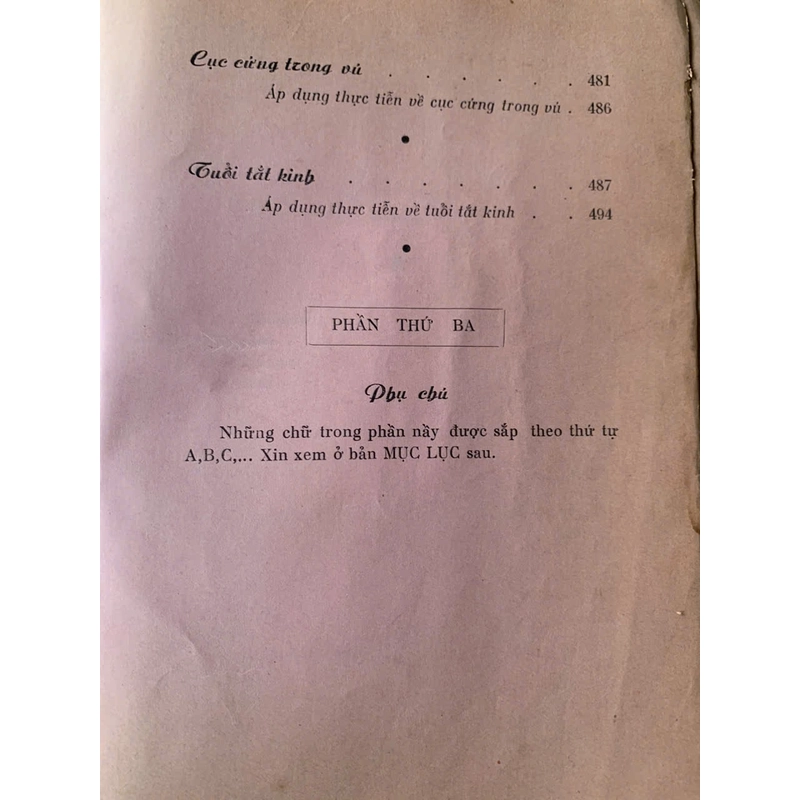 Cục cứng trong vú . . . . . . 481
Áp dụng thực tiễn về cục cứng trong vú . 486
•
Tuổi tắt kinh . . . . . . . 487
Áp dụng thực tiễn về tuổi tắt kinh . . 494
•
PHẦN THỨ BA
Phụ chú
Những chữ trong phần nầy được sắp theo thứ tự
A,B,C,... Xin xem ở bản MỤC LỤC sau.